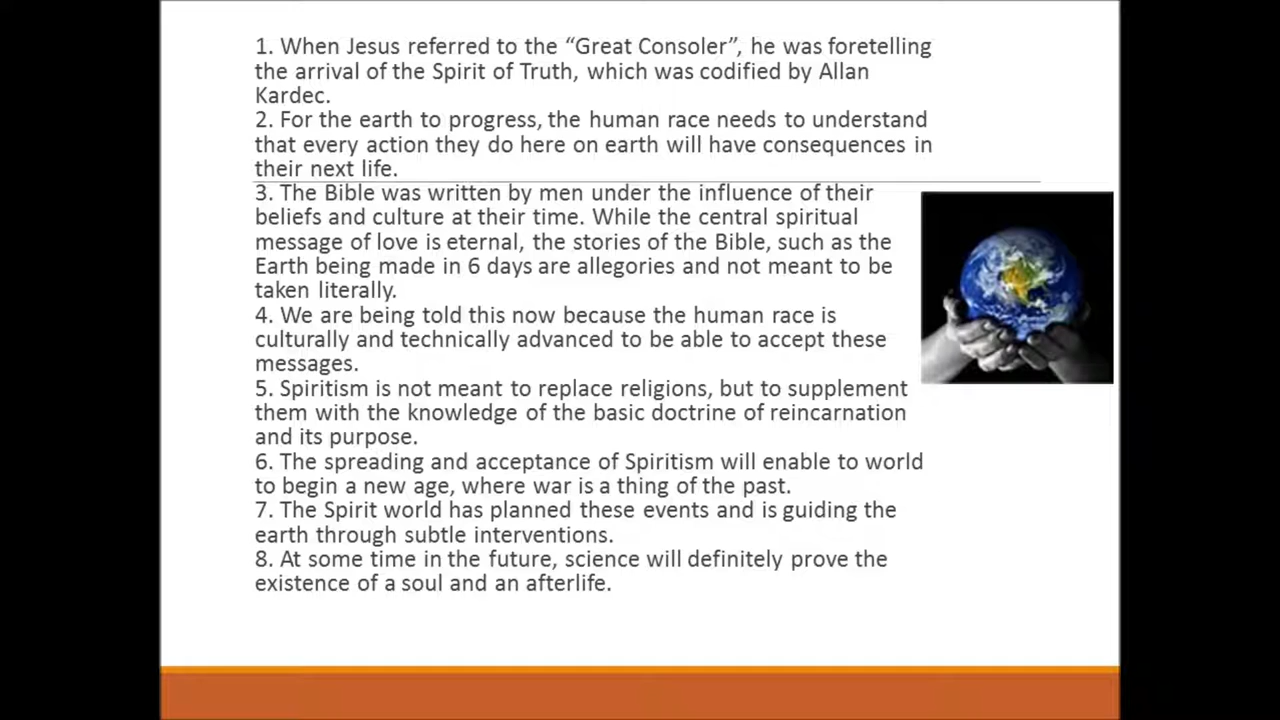 1. When Jesus referred to the “Great Consoler”, he was foretelling
the arrival of the Spirit of Truth, which was codified by Allan
Kardec.
2. For the earth to progress, the human race needs to understand
that every action they do here on earth will have consequences in
their next life.
3. The Bible was written by men under the influence of their
beliefs and culture at their time. While the central spiritual
message of love is eternal, the stories of the Bible, such as the
Earth being made in 6 days are allegories and not meant to be
taken literally.
4. We are being told this now because the human race is
culturally and technically advanced to be able to accept these
messages.
5. Spiritism is not meant to replace religions, but to supplement
them with the knowledge of the basic doctrine of reincarnation
and its purpose.
6. The spreading and acceptance of Spiritism will enable to world
to begin a new age, where war is a thing of the past.
7. The Spirit world has planned these events and is guiding the
earth through subtle interventions.
8. At some time in the future, science will definitely prove the
existence of a soul and an afterlife.